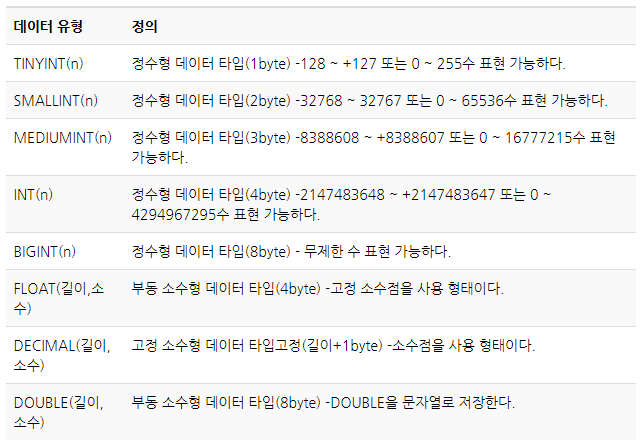 데이터 유형 정의
TINYINT(n) 정수형 데이터 타입(1byte) -128 ~ +127 또는 0 ~ 255수 표현 가능하다.
SMALLINT(n) 정수형 데이터 타입(2byte) -32768 ~ 32767 또는 0 ~ 65536수 표현 가능하다.
MEDIUMINT(n) 정수형 데이터 타입(3byte) -8388608 ~ +8388607 또는 0 ~ 16777215수 표현
가능하다.
INT(n) 정수형 데이터 타입(4byte) -2147483648 ~ +2147483647 또는 0 ~
4294967295수 표현 가능하다.
BIGINT(n) 정수형 데이터 타입(8byte) - 무제한 수 표현 가능하다.
FLOAT(길이,소 부동 소수형 데이터 타입(4byte) -고정 소수점을 사용 형태이다.
수)
DECIMAL(길이, 고정 소수형 데이터 타입고정(길이+1byte) -소수점을 사용 형태이다.
소수)
DOUBLE(길이, 부동 소수형 데이터 타입(8byte) -DOUBLE을 문자열로 저장한다.
소수)